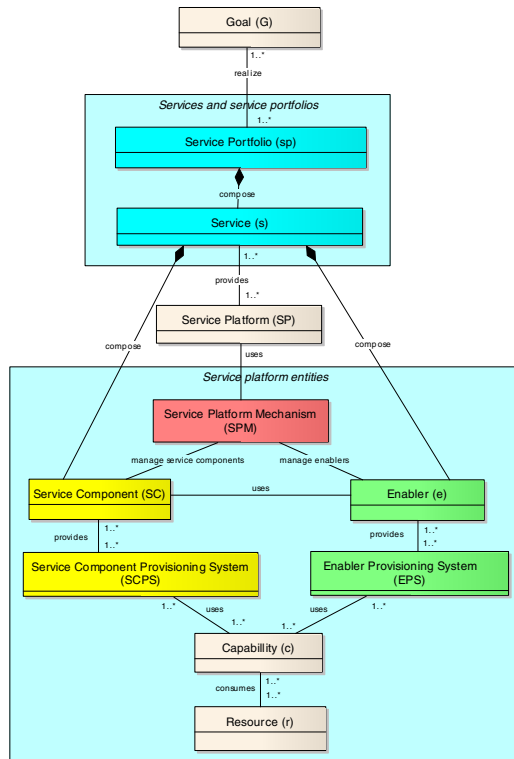 Goal (G)
1..*
realize
Services and service portfolios
1..*
Service Portfolio (sp)
compose
Service (s)
1..*
provides
1..*
Service Platform (SP)
compose
compose
uses
Service platform entities
Service Platform Mechanism
(SPM)
manage service components
manage enablers
Service Component (SC)
uses
Enabler (e)
1..*
provides
1..*
1..*
provides
1..*
Service Component Provisioning System
(SCPS)
Enabler Provisioning System
(EPS)
1..*
uses
1..*
1..*
uses
1..*
Capabillity (c)
1..*
consumes
1..*
Resource (r)